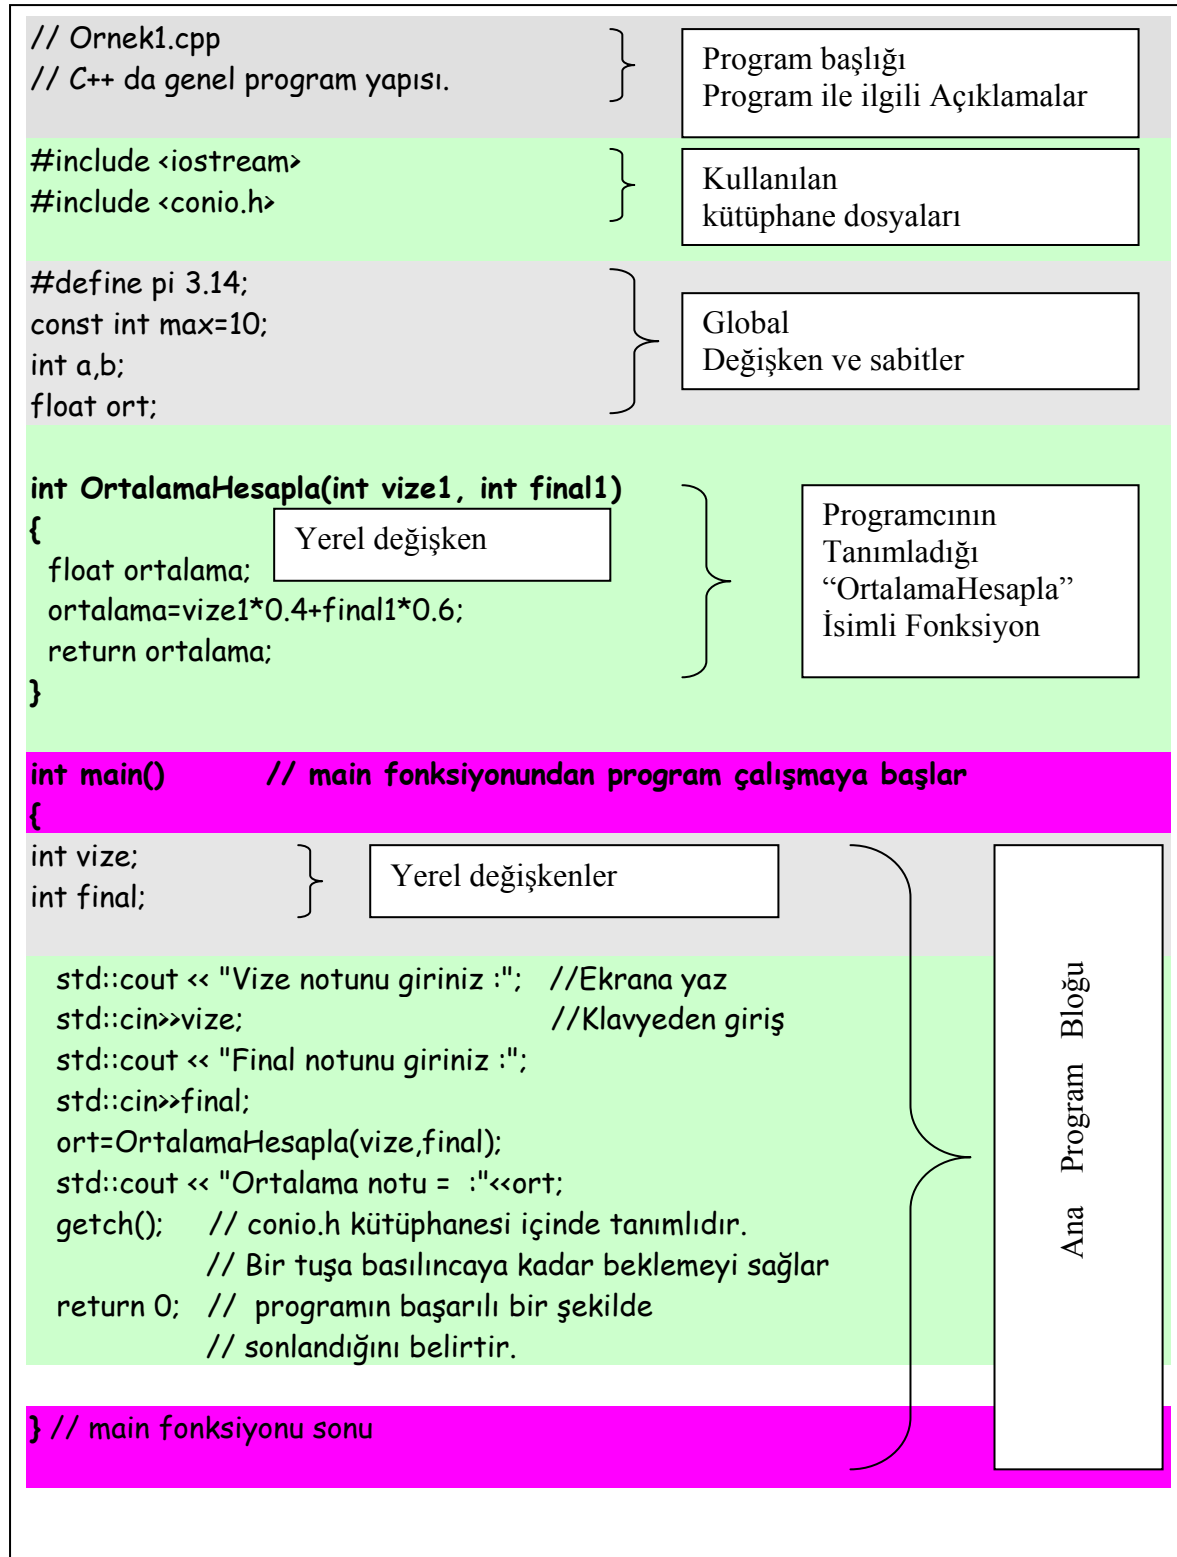 // Ornek1.cpp
// C++ da genel program yapısı.
Program başlığı
Program ile ilgili Açıklamalar
#include <iostream>
#include <conio.h>
Kullanılan
kütüphane dosyaları
#define pi 3.14;
const int max=10;
int a,b;
float ort;
Global
Değişken ve sabitler
int OrtalamaHesapla(int vize1, int final1)
{
Yerel değişken
float ortalama;
ortalama=vize1*0.4+final1*0.6;
return ortalama;
}
Programcının
Tanımladığı
“OrtalamaHesapla”
İsimli Fonksiyon
int main() // main fonksiyonundan program çalışmaya başlar
{
int vize;
int final;
Yerel değişkenler
std::cout << "Vize notunu giriniz :"; //Ekrana yaz
std::cin>>vize; //Klavyeden giriş
std::cout << "Final notunu giriniz :";
std::cin>>final;
ort=OrtalamaHesapla(vize,final);
std::cout << "Ortalama notu = :"<<ort;
getch(); // conio.h kütüphanesi içinde tanımlıdır.
// Bir tuşa basılıncaya kadar beklemeyi sağlar
return 0; // programın başarılı bir şekilde
// sonlandığını belirtir.
} // main fonksiyonu sonu
Ana Program Bloğu